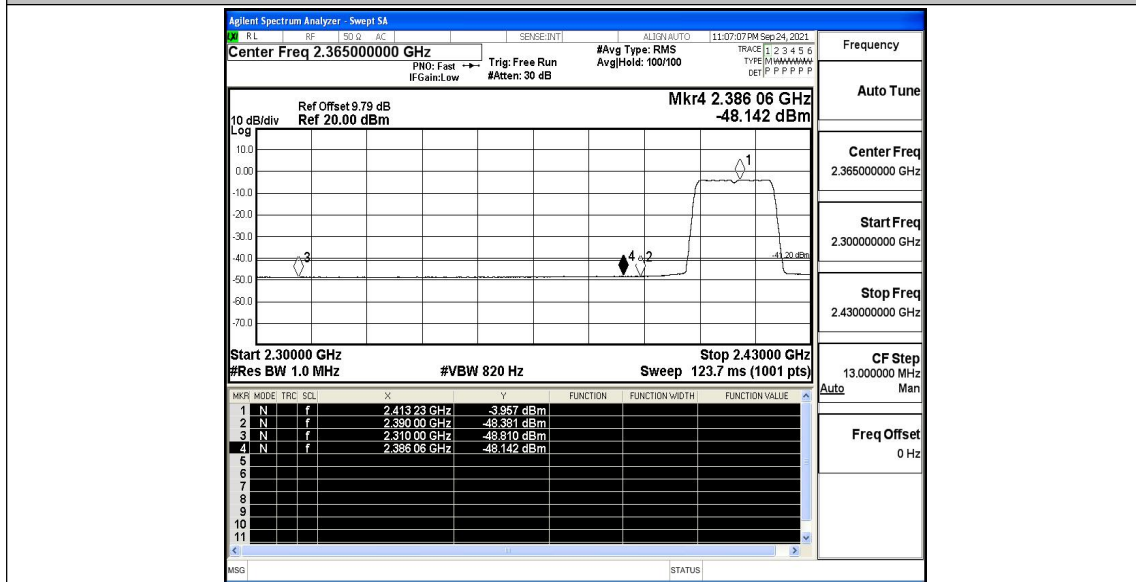 Agilent Spectrum Analyzer - Swept SA
RL RF 50 Ω AC SENSE:INT ALIGN AUTO 11:07:07 PM Sep 24, 2021
Center Freq 2.365000000 GHz
PNO: Fast
IFGain:Low
Trig: Free Run
#Atten: 30 dB
#Avg Type: RMS
Avg|Hold: 100/100
TRACE 1 2 3 4 5 6
TYPE M WWWWW
DET P P P P P P
Mkr4 2.386 06 GHz
-48.142 dBm
Ref Offset 9.79 dB
10 dB/div Ref 20.00 dBm
Log
10.0
0.00
-10.0
-20.0
-30.0
-40.0
-50.0
-60.0
-70.0
1
3
4
2
-41.20 dBm
Start 2.30000 GHz Stop 2.43000 GHz
#Res BW 1.0 MHz #VBW 820 Hz Sweep 123.7 ms (1001 pts)
MKR MODE TRC SCL X Y FUNCTION FUNCTION WIDTH FUNCTION VALUE
1 N f 2.413 23 GHz -3.957 dBm
2 N f 2.390 00 GHz -48.381 dBm
3 N f 2.310 00 GHz -48.810 dBm
4 N f 2.386 06 GHz -48.142 dBm
5
6
7
8
9
10
11
MSG STATUS
Frequency
Auto Tune
Center Freq
2.365000000 GHz
Start Freq
2.300000000 GHz
Stop Freq
2.430000000 GHz
CF Step
13.000000 MHz
Auto Man
Freq Offset
0 Hz